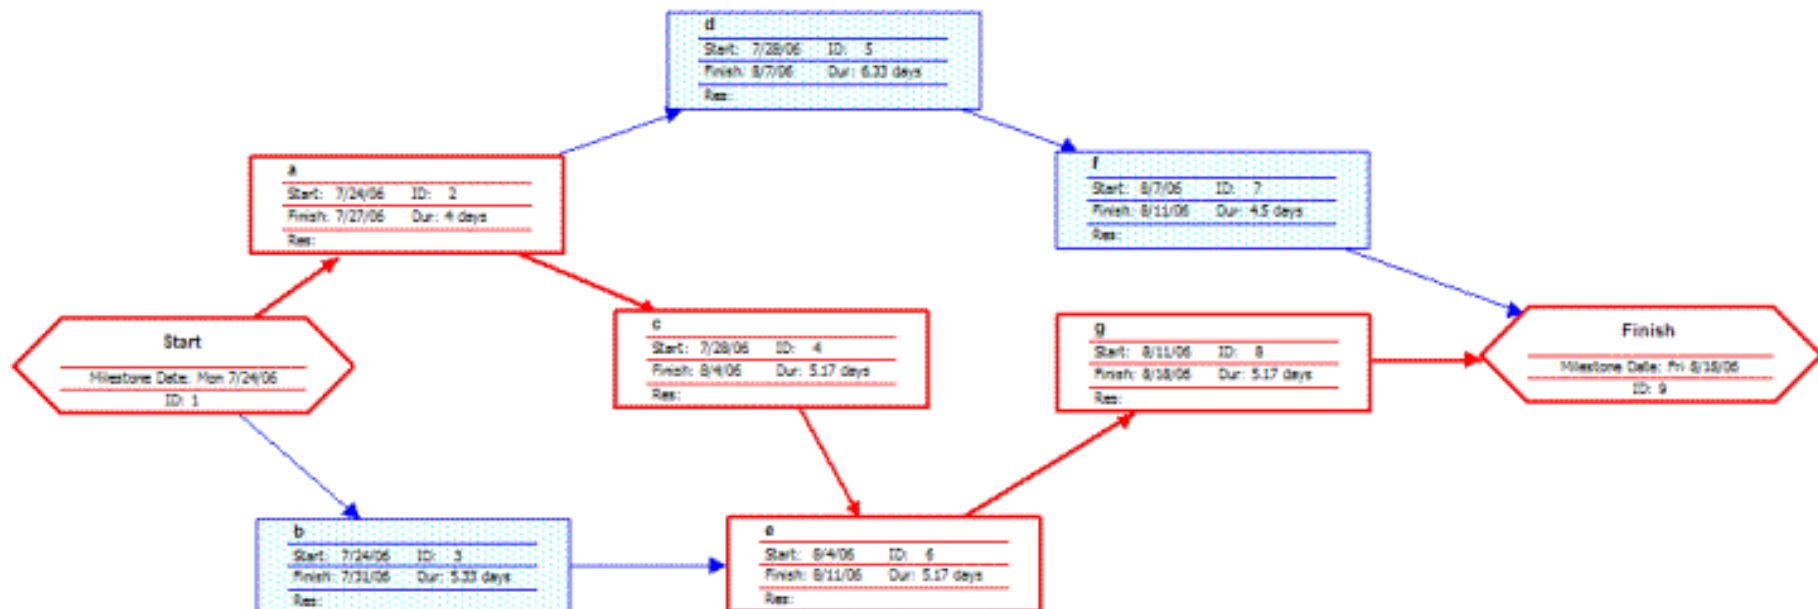 d
Start: 7/28/06 ID: 5
Finish: 8/7/06 Dur: 6.33 days
Res:
a
Start: 7/24/06 ID: 2
Finish: 7/27/06 Dur: 4 days
Res:
f
Start: 8/7/06 ID: 7
Finish: 8/11/06 Dur: 4.5 days
Res:
Start
Milestone Date: Mon 7/24/06
ID: 1
c
Start: 7/28/06 ID: 4
Finish: 8/4/06 Dur: 5.17 days
Res:
g
Start: 8/11/06 ID: 8
Finish: 8/18/06 Dur: 5.17 days
Res:
Finish
Milestone Date: Fri 8/18/06
ID: 9
b
Start: 7/24/06 ID: 3
Finish: 7/31/06 Dur: 5.33 days
Res:
e
Start: 8/4/06 ID: 6
Finish: 8/11/06 Dur: 5.17 days
Res: